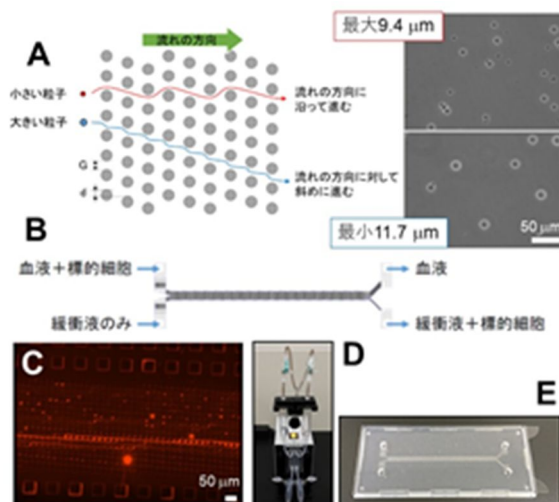 流れの方向
最大9.4 μm
A
小さい粒子
流れの方向に
沿って進む
大きい粒子
G
d
流れの方向に対して
斜めに進む
最小11.7 μm
50 μm
B
血液+標的細胞
血液
緩衝液のみ
緩衝液+標的細胞
C
50 μm
D
E